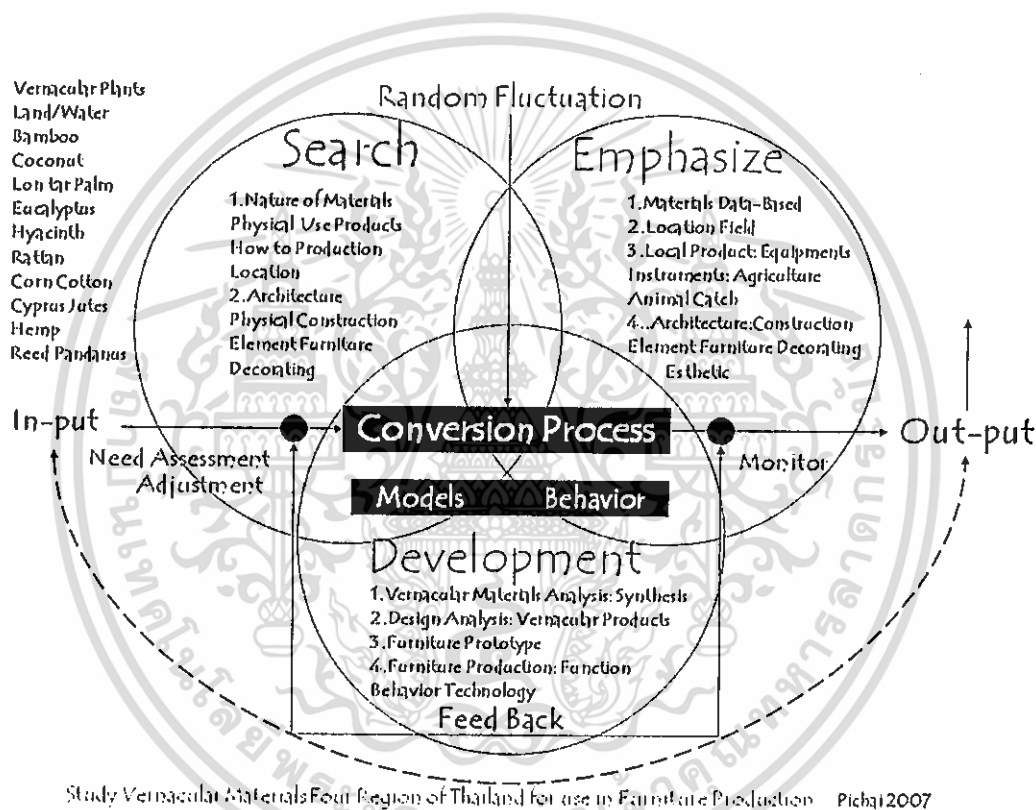 Vernacular Plants
Land/Water
Bamboo
Coconut
Lontar Palm
Eucalyptus
Hyacinth
Rattan
Corn Cotton
Cyprus Jutes
Hemp
Reed Pandanus
Random Fluctuation
Search
1.Nature of Materials
Physical Use Products
How to Production
Location
2.Architecture
Physical Construction
Element Furniture
Decorating
Emphasize
1.Materials Data-Based
2.Location Field
3.Local Product: Equipments
Instruments: Agriculture
Animal Catch
4..Architecture:Construction
Element Furniture Decorating
Esthetic
In-put
Need Assessment
Adjustment
Conversion Process
Monitor
Out-put
Models Behavior
Development
1.Vernacular Materials Analysis: Synthesis
2.Design Analysis: Vernacular Products
3.Furniture Prototype
4.Furniture Production: Function
Behavior Technology
Feed Back
Study Vernacular Materials Four Region of Thailand for use in Furniture Production Pichai 2007